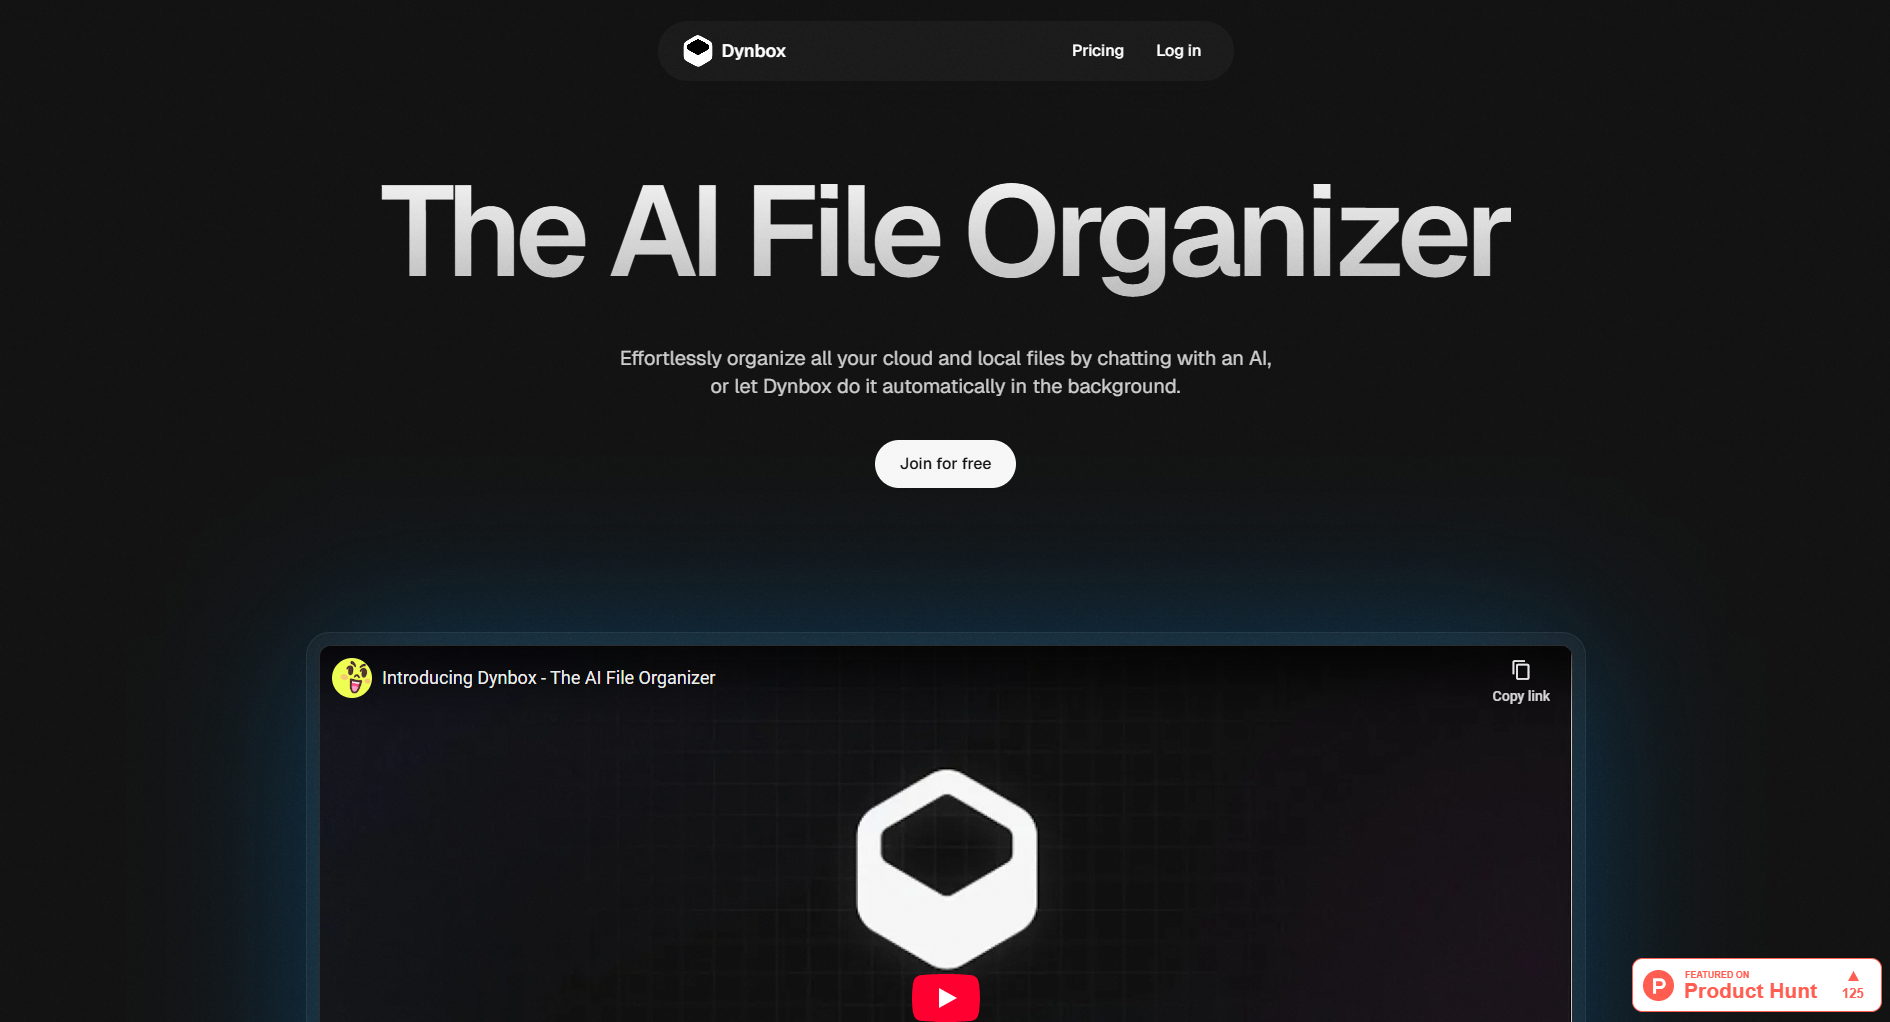 Dynbox
Pricing
Log in
The AI File Organizer
Effortlessly organize all your cloud and local files by chatting with an AI,
or let Dynbox do it automatically in the background.
Join for free
Introducing Dynbox - The AI File Organizer
Copy link
FEATURED ON
Product Hunt
125